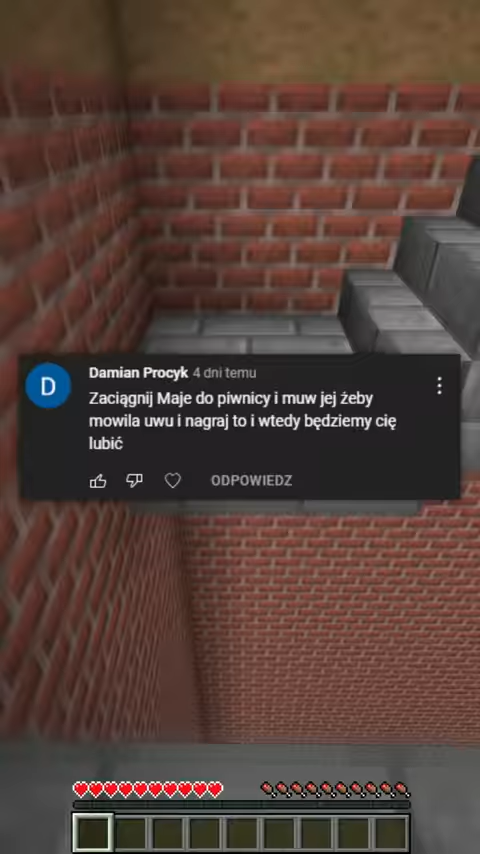 D
Damian Procyk 4 dni temu
Zaciągnij Maje do piwnicy i muw jej żeby
mowila uwu i nagraj to i wtedy będziemy cię
lubić
ODPOWIEDZ